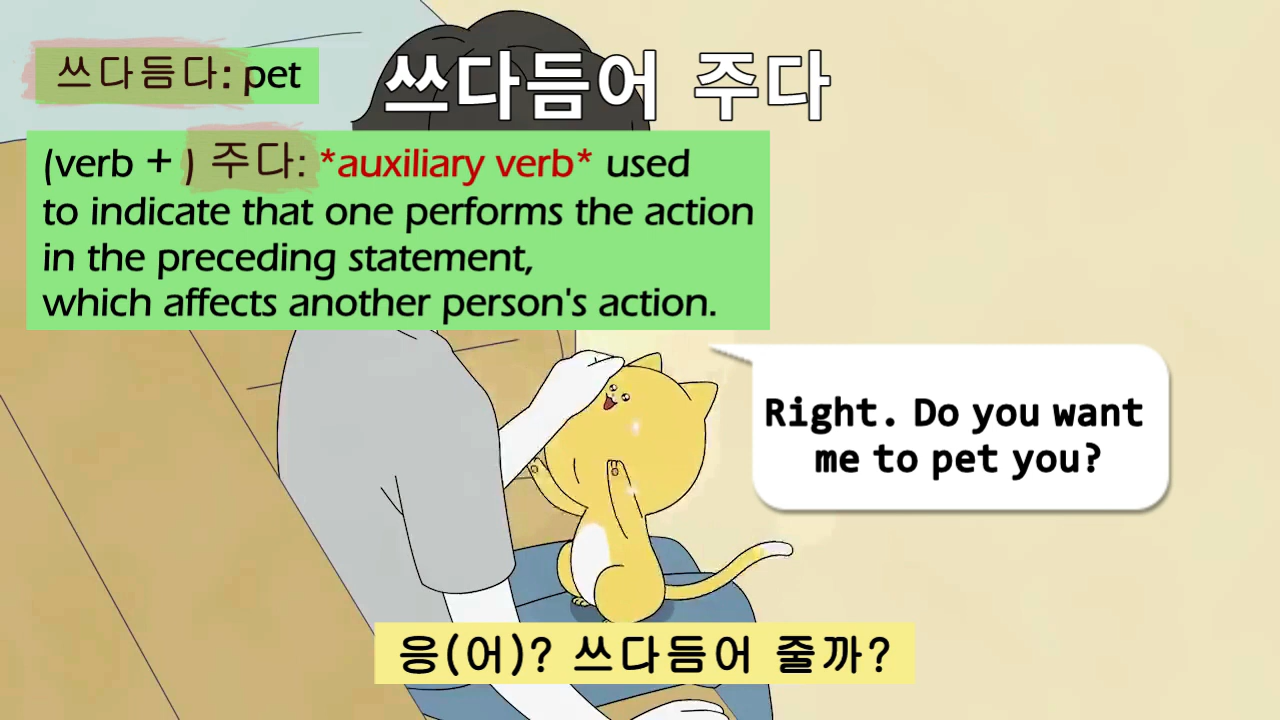 쓰다듬다: pet
쓰다듬어 주다
(verb + ) 주다: *auxiliary verb* used
to indicate that one performs the action
in the preceding statement,
which affects another person's action.
Right. Do you want
me to pet you?
응(어)? 쓰다듬어 줄까?